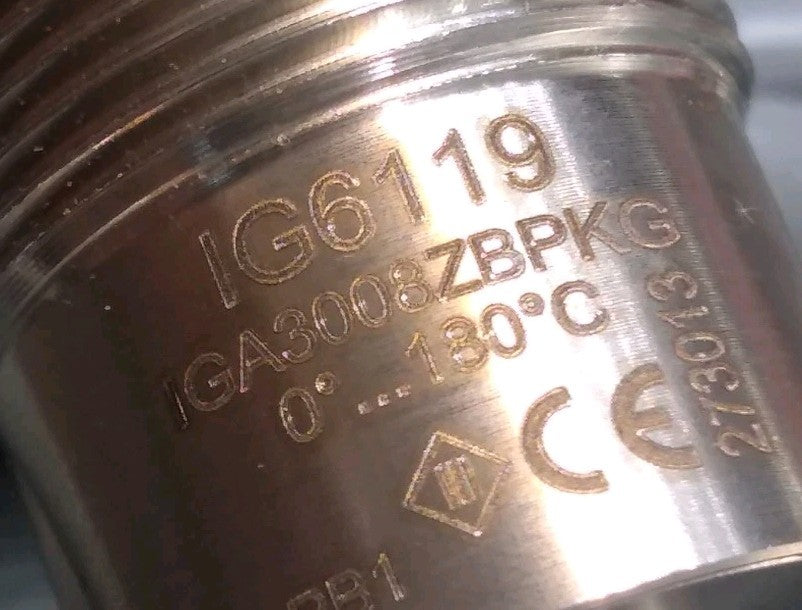 IG6119
IGA3008ZBPKG
0° ...180°C
CE
273013